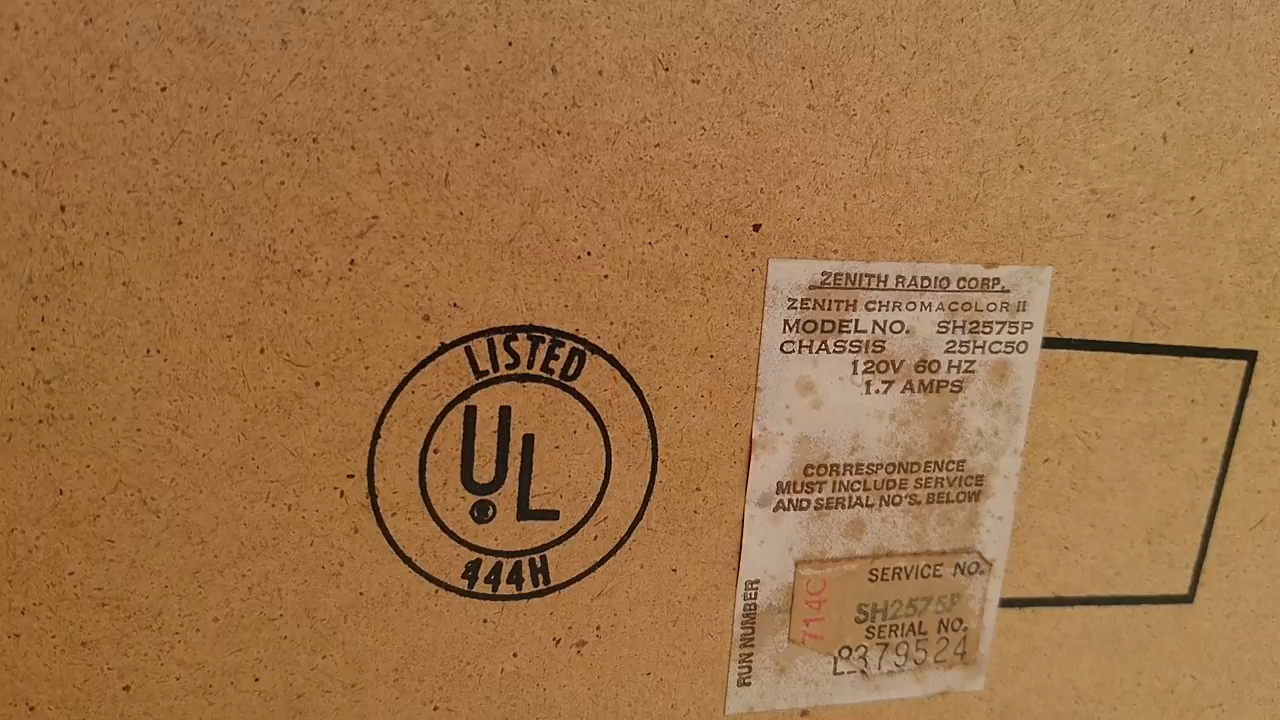 LISTED
UL
®
444H
ZENITH RADIO CORP.
ZENITH CHROMACOLOR II
MODEL NO. SH2575P
CHASSIS 25HC50
120V 60 HZ
1.7 AMPS
CORRESPONDENCE
MUST INCLUDE SERVICE
AND SERIAL NO'S. BELOW
RUN NUMBER
714C
SERVICE NO.
SH2575P
SERIAL NO.